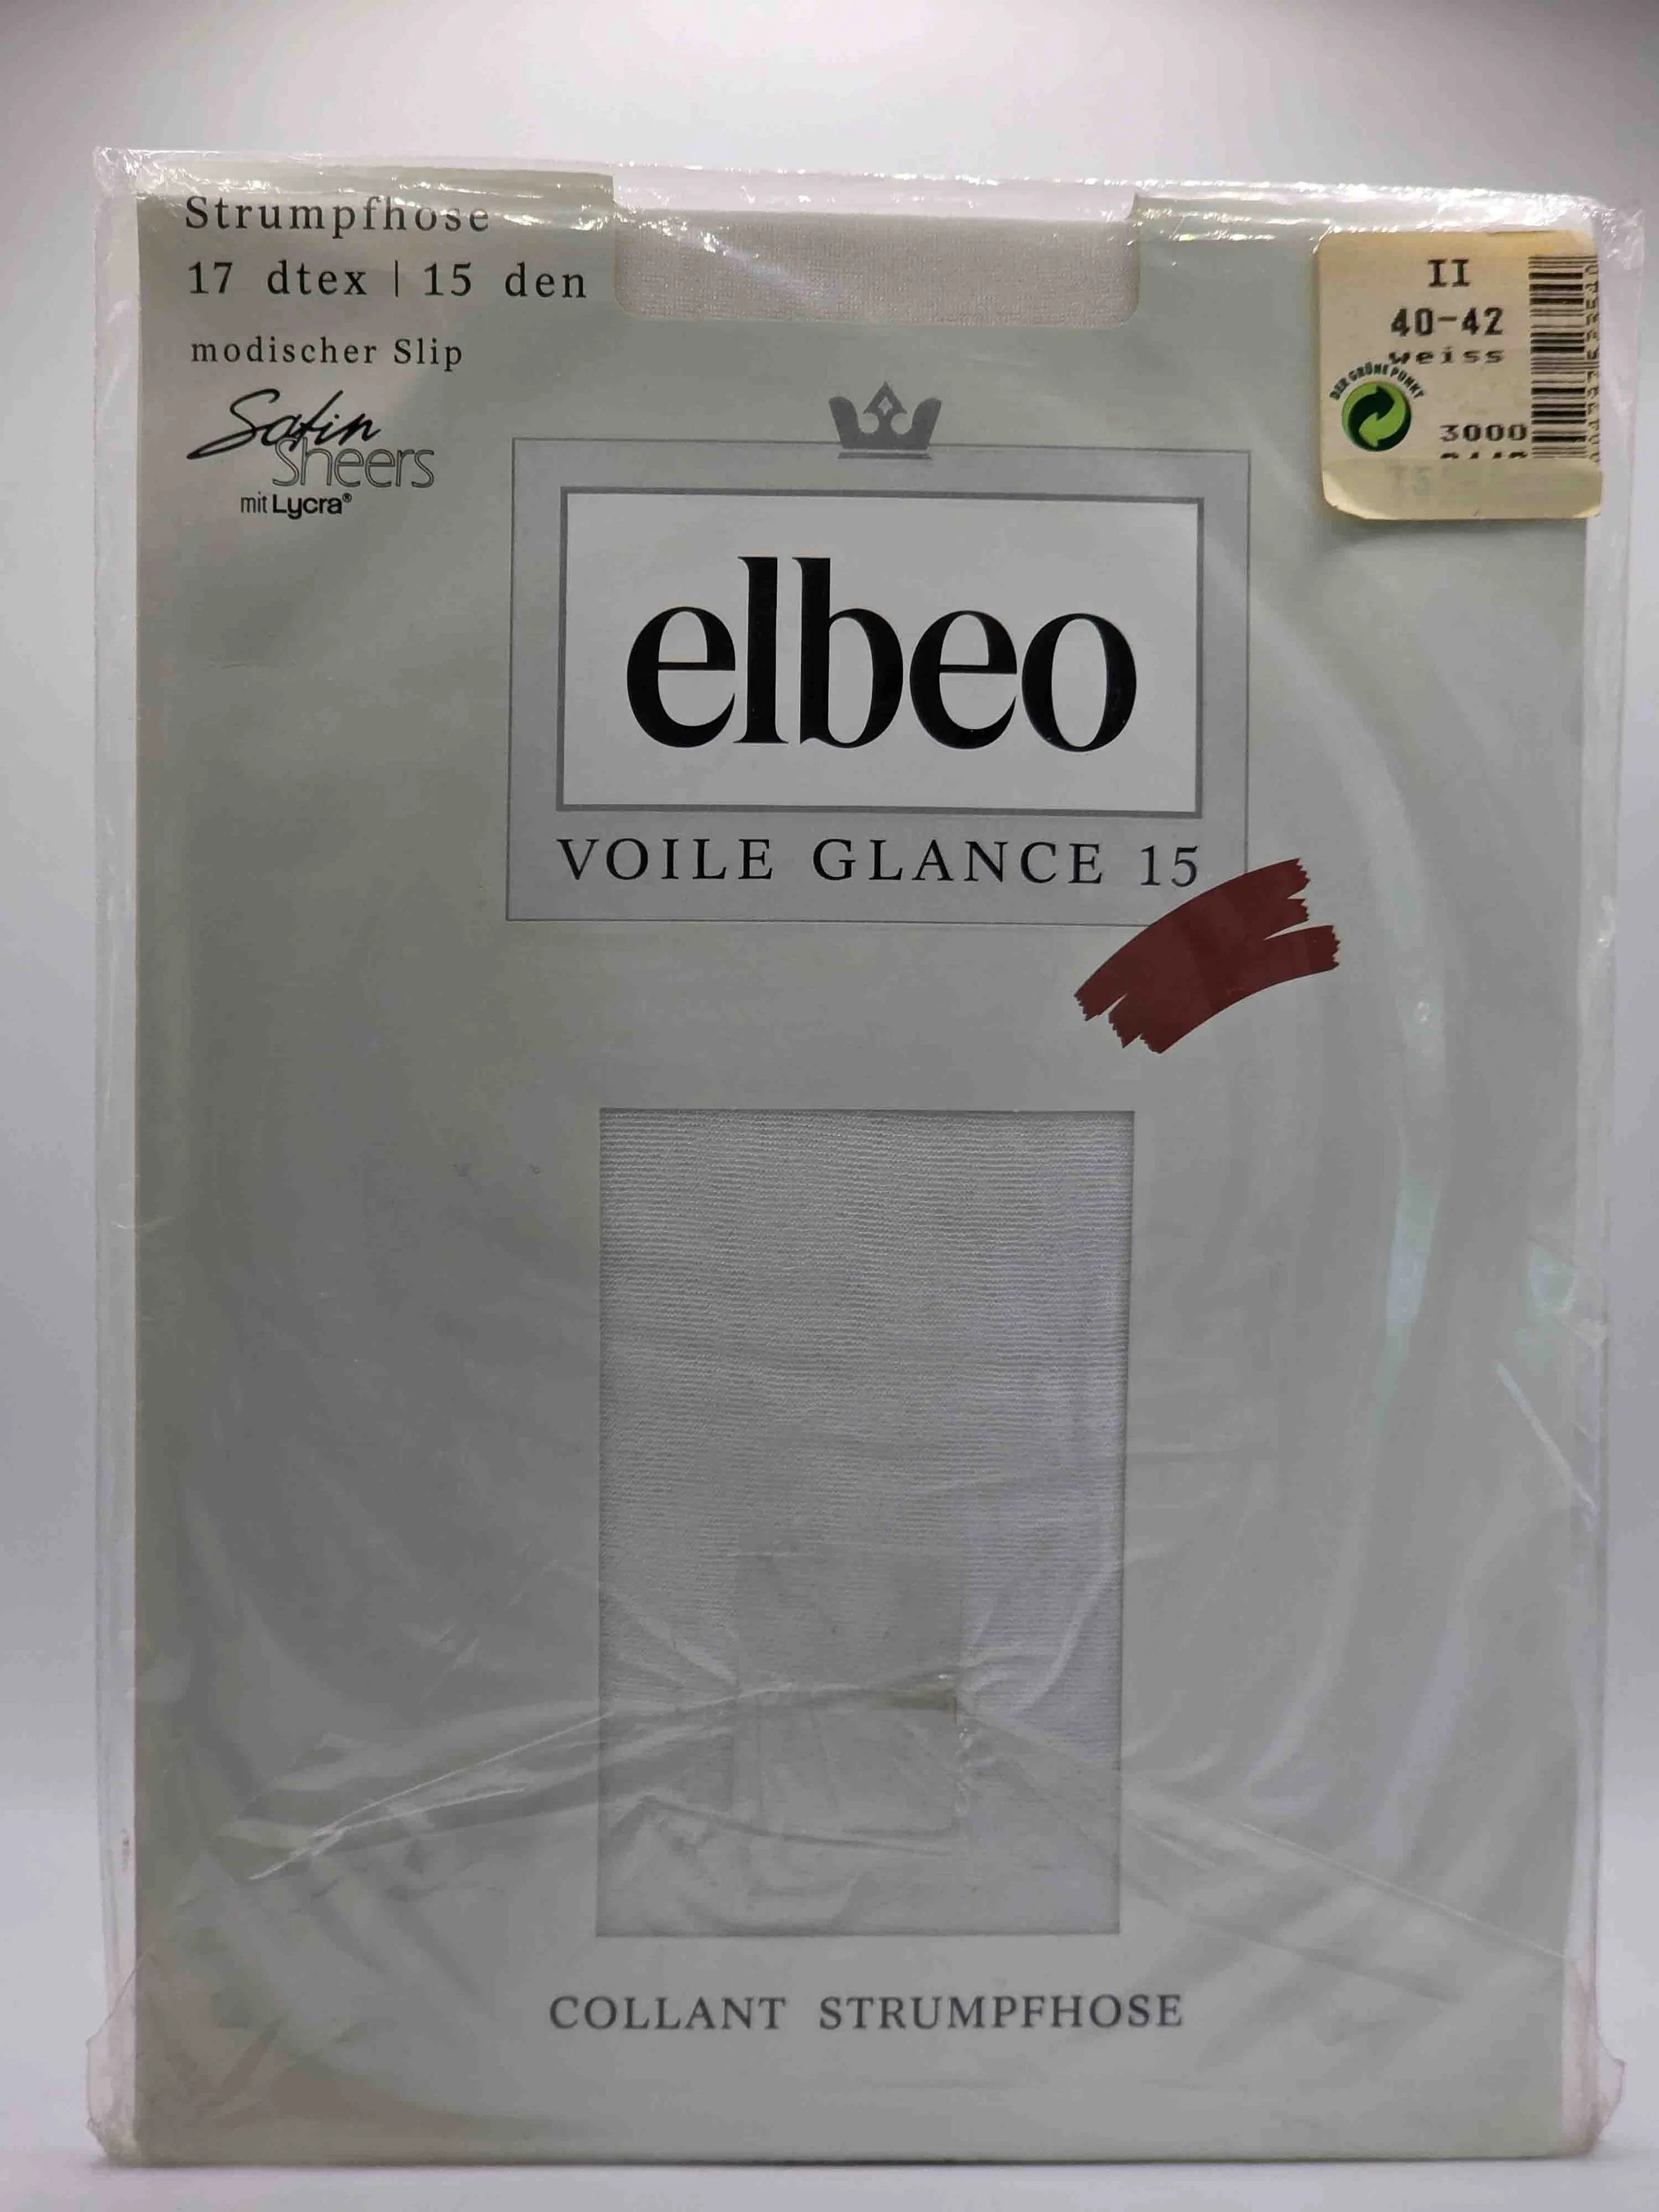 Strumpfhose
17 dtex | 15 den
modischer Slip
Satin
Sheers
mit Lycra®
II
40-42
weiss
DER GRÜNE PUNKT
3000
elbeo
VOILE GLANCE 15
COLLANT STRUMPFHOSE